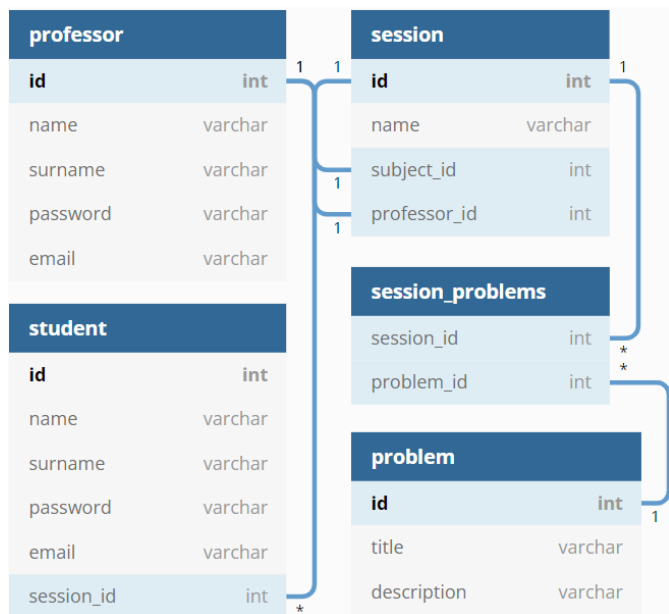 professor
id int
name varchar
surname varchar
password varchar
email varchar
student
id int
name varchar
surname varchar
password varchar
email varchar
session_id int
1 1
1
1
*
session
id int
name varchar
subject_id int
professor_id int
1
session_problems
session_id int
problem_id int
*
*
problem
id int
title varchar
description varchar
1